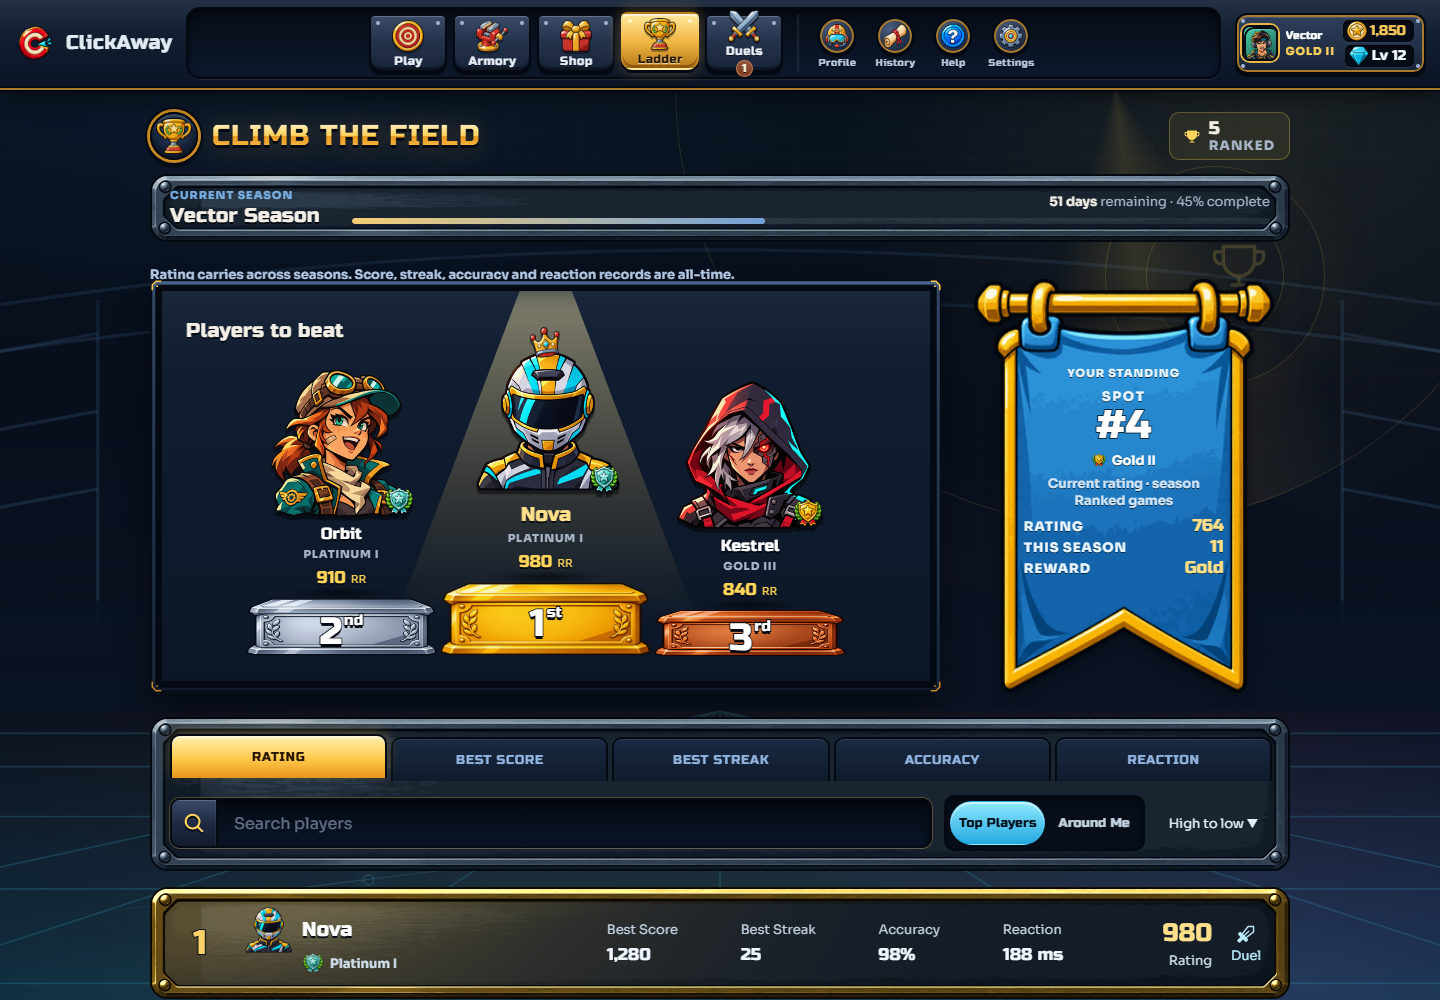 ClickAway
Play
Armory
Shop
Ladder
Duels
1
Profile
History
Help
Settings
Vector
GOLD II
1,850
Lv 12
CLIMB THE FIELD
5
RANKED
CURRENT SEASON
Vector Season
51 days remaining · 45% complete
Rating carries across seasons. Score, streak, accuracy and reaction records are all-time.
Players to beat
Orbit
PLATINUM I
910 RR
2nd
Nova
PLATINUM I
980 RR
1st
Kestrel
GOLD III
840 RR
3rd
YOUR STANDING
SPOT
#4
Gold II
Current rating · season
Ranked games
RATING 764
THIS SEASON 11
REWARD Gold
RATING
BEST SCORE
BEST STREAK
ACCURACY
REACTION
Search players
Top Players
Around Me
High to low ▼
1
Nova
Platinum I
Best Score
1,280
Best Streak
25
Accuracy
98%
Reaction
188 ms
980
Rating
Duel